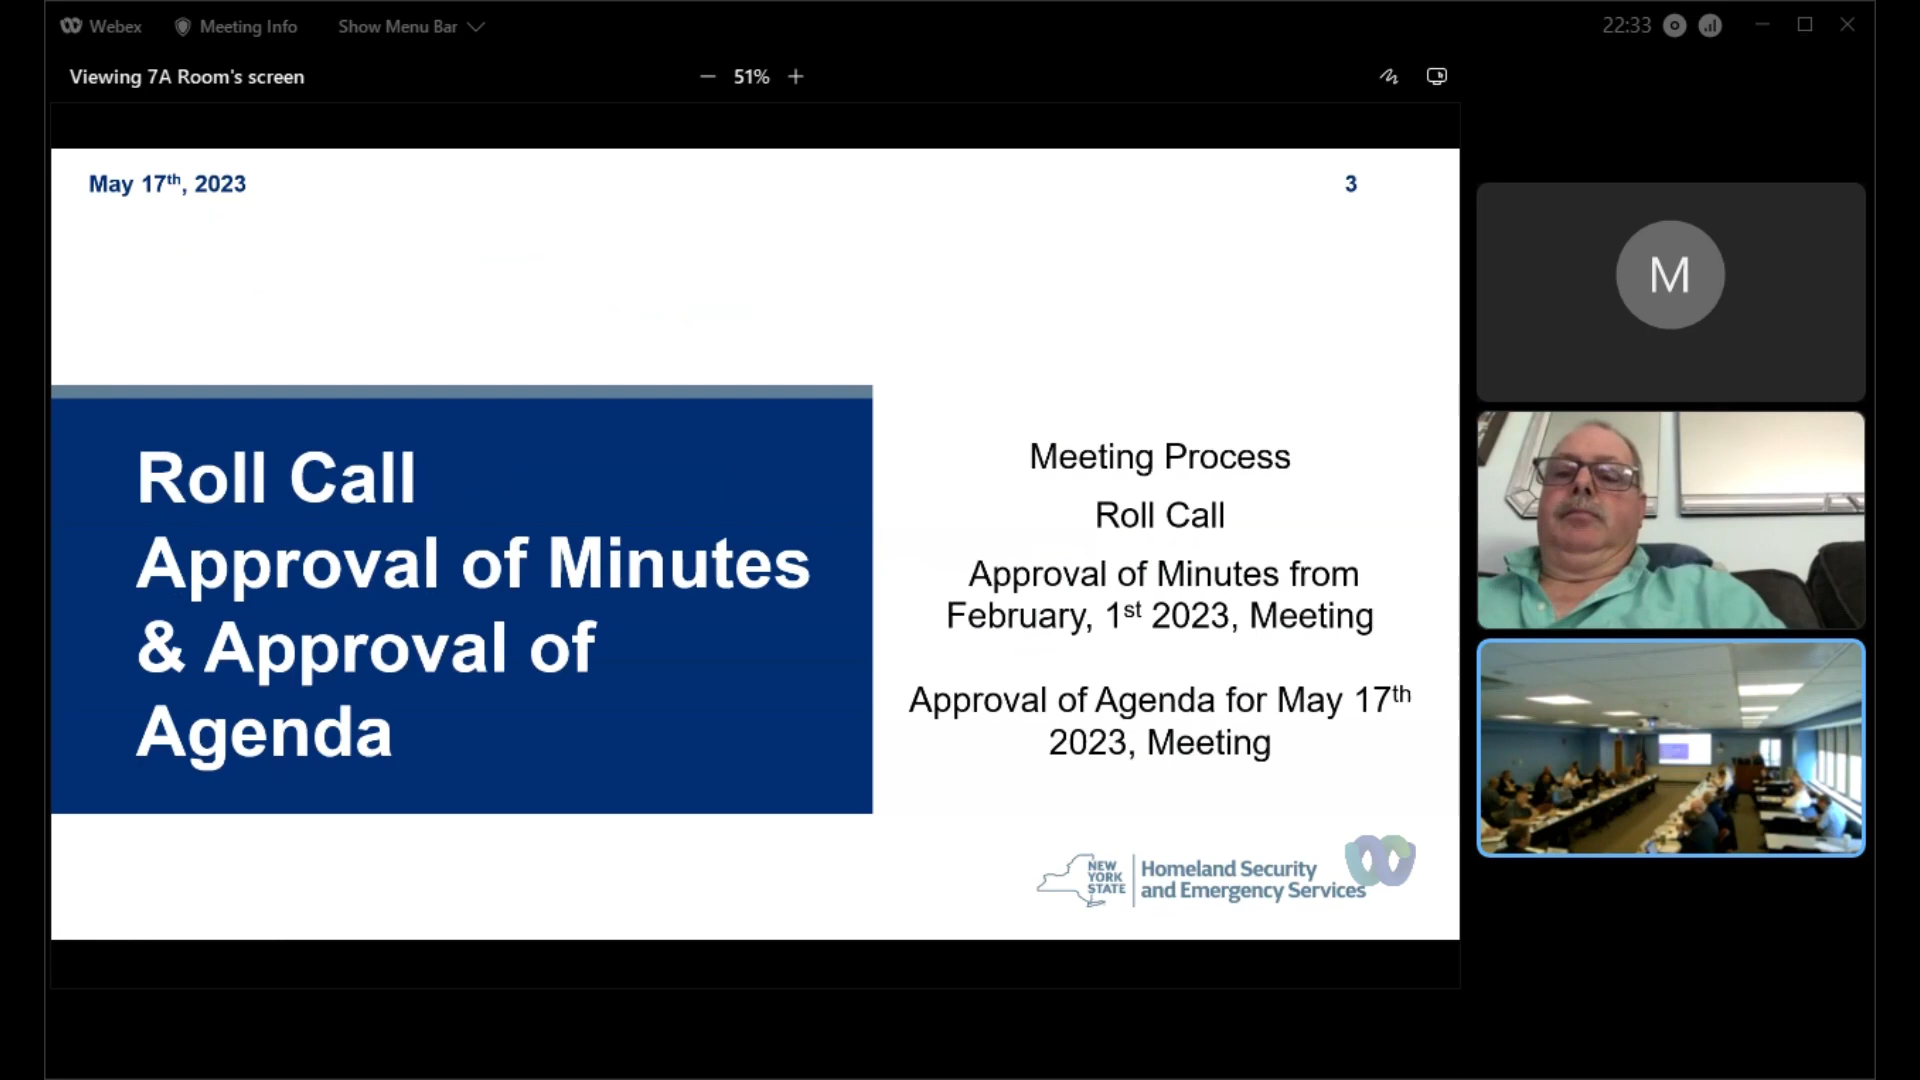 Webex
Meeting Info
Show Menu Bar
22:33
Viewing 7A Room's screen
51%
May 17th, 2023
3
Roll Call
Approval of Minutes
& Approval of
Agenda
Meeting Process
Roll Call
Approval of Minutes from
February, 1st 2023, Meeting
Approval of Agenda for May 17th
2023, Meeting
NEW
YORK
STATE
Homeland Security
and Emergency Services
M